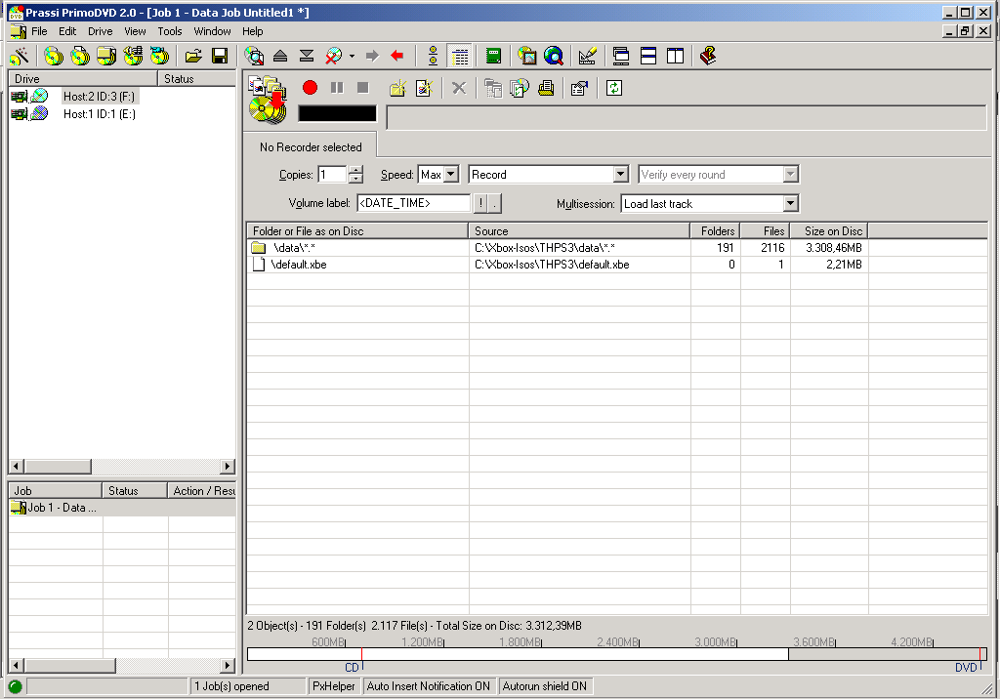 Prassi PrimoDVD 2.0 - [Job 1 - Data Job Untitled1 *]
File Edit Drive View Tools Window Help
Drive Status
Host:2 ID:3 (F:)
Host:1 ID:1 (E:)
No Recorder selected
Copies: 1 Speed: Max Record Verify every round
Volume label: <DATE_TIME> ! . Multisession: Load last track
Folder or File as on Disc Source Folders Files Size on Disc
\data\*.* C:\Xbox-Isos\THPS3\data\*.* 191 2116 3.308,46MB
\default.xbe C:\Xbox-Isos\THPS3\default.xbe 0 1 2,21MB
Job Status Action / Resu
Job 1 - Data ...
2 Object(s) - 191 Folder(s) 2.117 File(s) - Total Size on Disc: 3.312,39MB
600MB 1.200MB 1.800MB 2.400MB 3.000MB 3.600MB 4.200MB
CD DVD
1 Job(s) opened PxHelper Auto Insert Notification ON Autorun shield ON